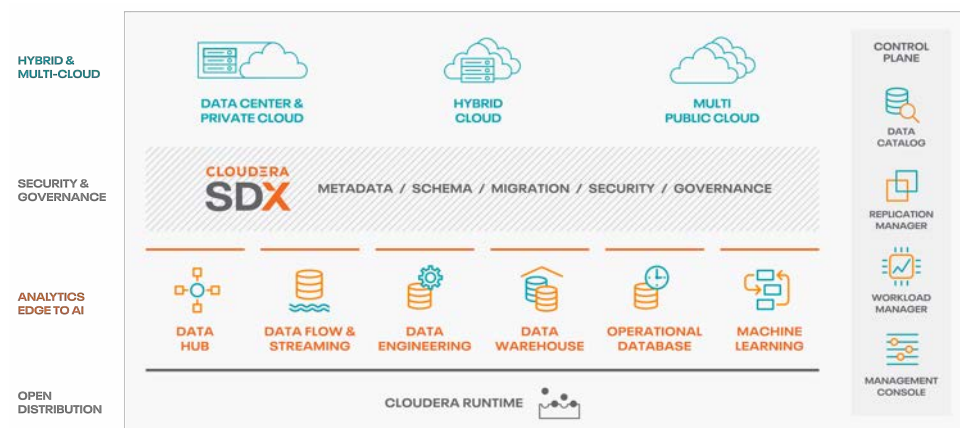 HYBRID &
MULTI-CLOUD
DATA CENTER &
PRIVATE CLOUD
HYBRID
CLOUD
MULTI
PUBLIC CLOUD
SECURITY &
GOVERNANCE
CLOUDERA
SDX
METADATA / SCHEMA / MIGRATION / SECURITY / GOVERNANCE
ANALYTICS
EDGE TO AI
DATA
HUB
DATA FLOW &
STREAMING
DATA
ENGINEERING
DATA
WAREHOUSE
OPERATIONAL
DATABASE
MACHINE
LEARNING
OPEN
DISTRIBUTION
CLOUDERA RUNTIME
CONTROL
PLANE
DATA
CATALOG
REPLICATION
MANAGER
WORKLOAD
MANAGER
MANAGEMENT
CONSOLE